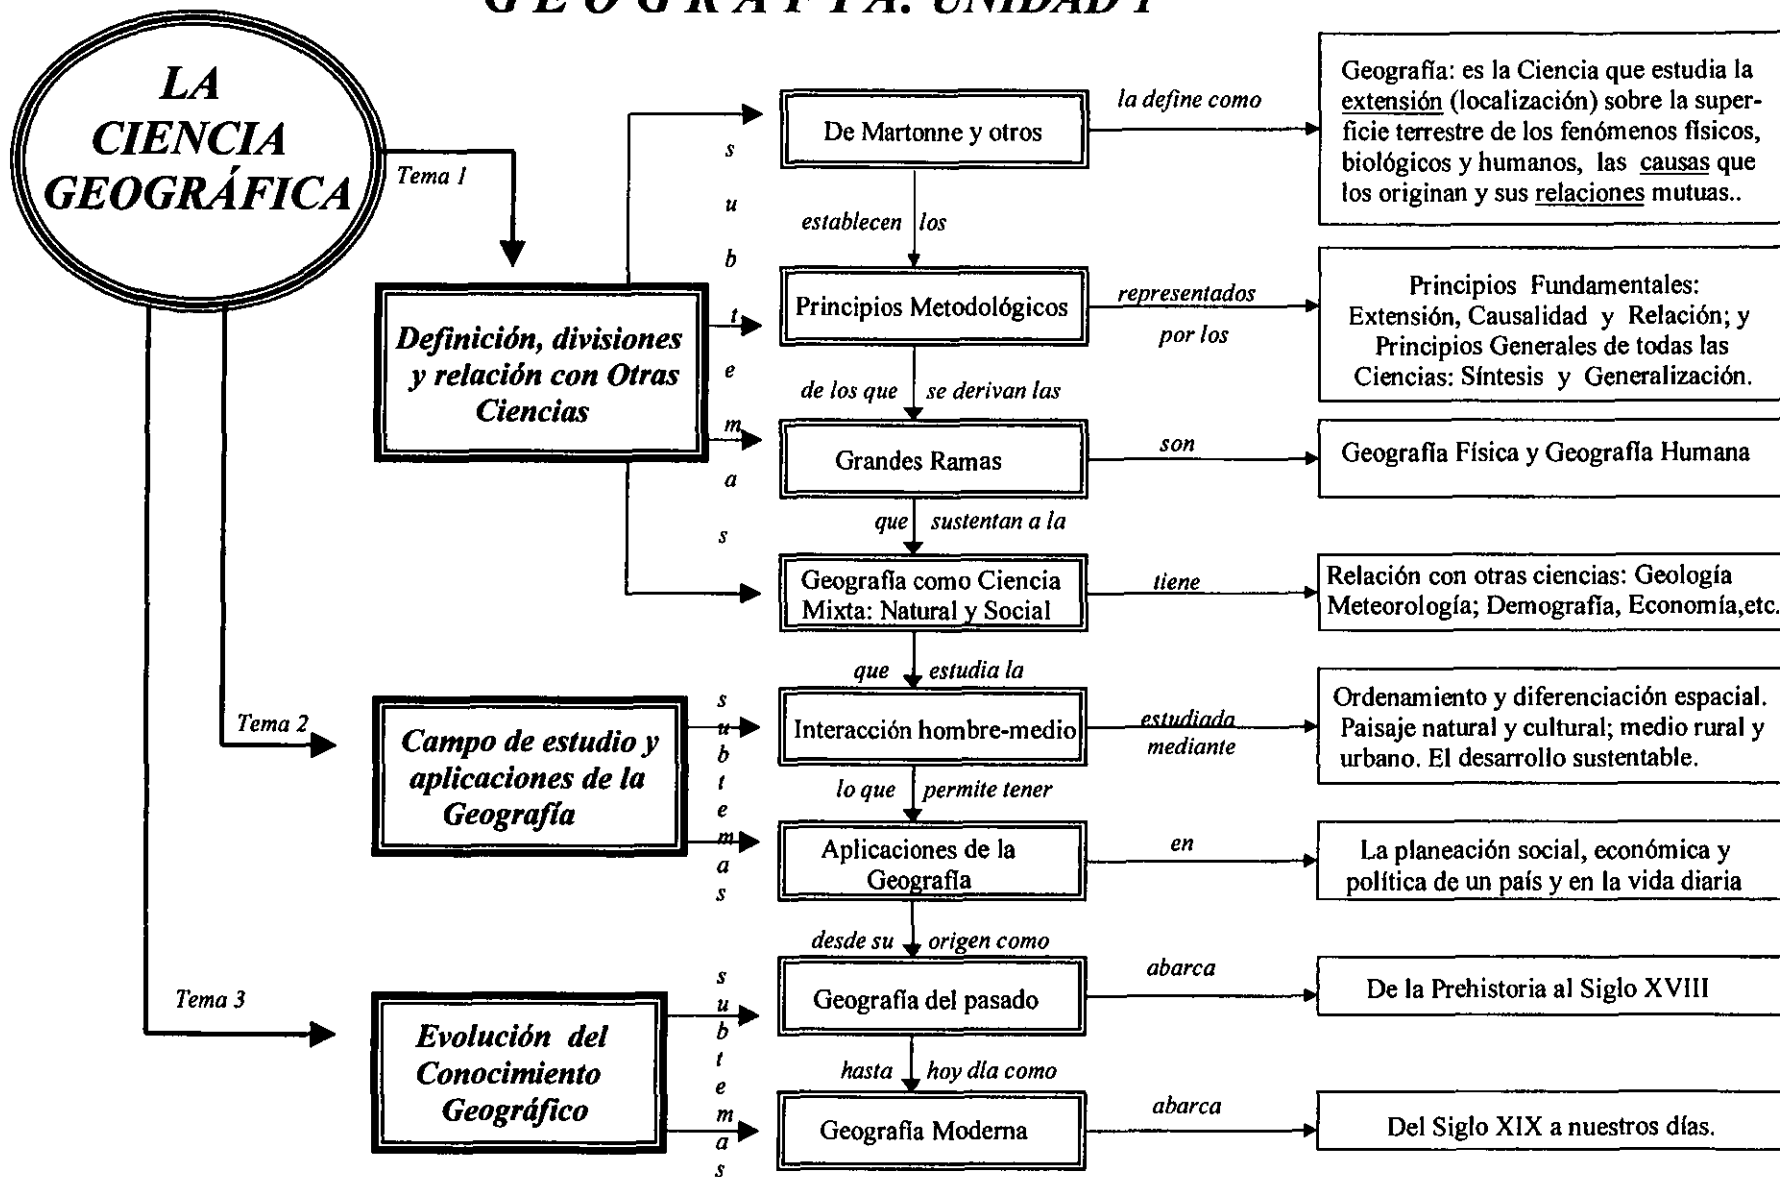 G E O G R A F I A: UNIDAD I
LA
CIENCIA
GEOGRÁFICA
Tema 1
Definición, divisiones
y relación con Otras
Ciencias
s
u
b
t
e
m
a
s
De Martonne y otros
la define como
Geografía: es la Ciencia que estudia la
extensión (localización) sobre la super-
ficie terrestre de los fenómenos físicos,
biológicos y humanos, las causas que
los originan y sus relaciones mutuas..
establecen los
Principios Metodológicos
representados
por los
Principios Fundamentales:
Extensión, Causalidad y Relación; y
Principios Generales de todas las
Ciencias: Síntesis y Generalización.
de los que se derivan las
Grandes Ramas
son
Geografía Física y Geografía Humana
que sustentan a la
Geografía como Ciencia
Mixta: Natural y Social
tiene
Relación con otras ciencias: Geología
Meteorología; Demografía, Economía,etc.
que estudia la
Tema 2
Campo de estudio y
aplicaciones de la
Geografía
s
u
b
t
e
m
a
s
Interacción hombre-medio
estudiada
mediante
Ordenamiento y diferenciación espacial.
Paisaje natural y cultural; medio rural y
urbano. El desarrollo sustentable.
lo que permite tener
Aplicaciones de la
Geografía
en
La planeación social, económica y
política de un país y en la vida diaria
desde su origen como
Tema 3
Evolución del
Conocimiento
Geográfico
s
u
b
t
e
m
a
s
Geografía del pasado
abarca
De la Prehistoria al Siglo XVIII
hasta hoy día como
Geografía Moderna
abarca
Del Siglo XIX a nuestros días.